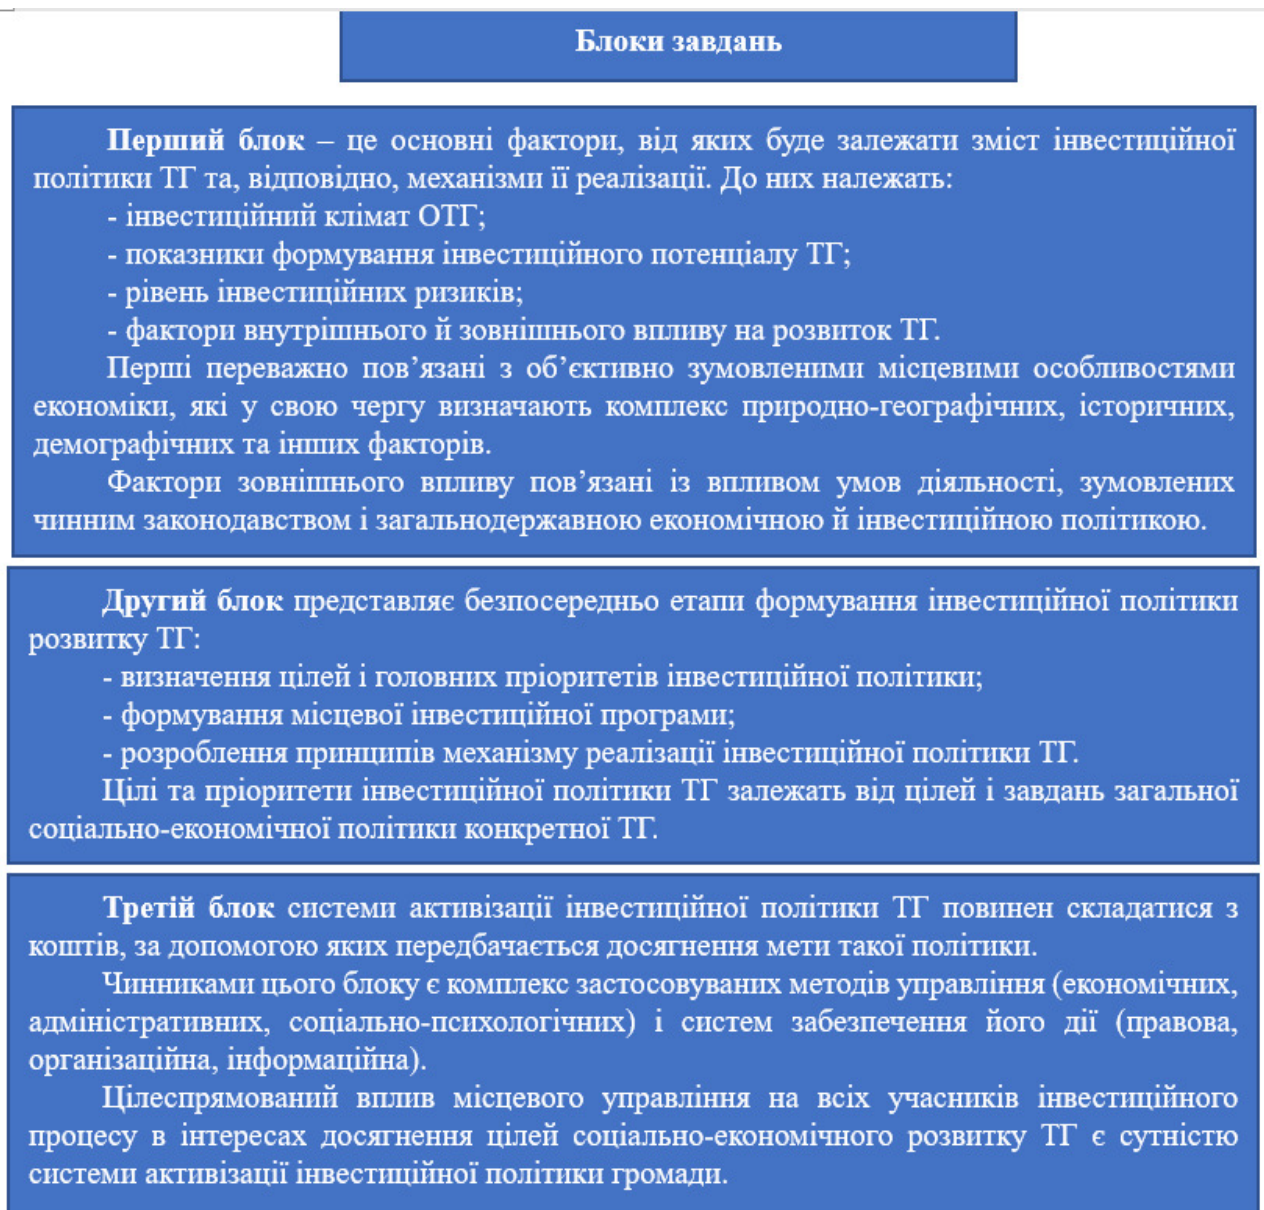 Блоки завдань
Перший блок – це основні фактори, від яких буде залежати зміст інвестиційної
політики ТГ та, відповідно, механізми її реалізації. До них належать:
- інвестиційний клімат ОТГ;
- показники формування інвестиційного потенціалу ТГ;
- рівень інвестиційних ризиків;
- фактори внутрішнього й зовнішнього впливу на розвиток ТГ.
Перші переважно пов’язані з об’єктивно зумовленими місцевими особливостями
економіки, які у свою чергу визначають комплекс природно-географічних, історичних,
демографічних та інших факторів.
Фактори зовнішнього впливу пов’язані із впливом умов діяльності, зумовлених
чинним законодавством і загальнодержавною економічною й інвестиційною політикою.
Другий блок представляє безпосередньо етапи формування інвестиційної політики
розвитку ТГ:
- визначення цілей і головних пріоритетів інвестиційної політики;
- формування місцевої інвестиційної програми;
- розроблення принципів механізму реалізації інвестиційної політики ТГ.
Цілі та пріоритети інвестиційної політики ТГ залежать від цілей і завдань загальної
соціально-економічної політики конкретної ТГ.
Третій блок системи активізації інвестиційної політики ТГ повинен складатися з
коштів, за допомогою яких передбачається досягнення мети такої політики.
Чинниками цього блоку є комплекс застосовуваних методів управління (економічних,
адміністративних, соціально-психологічних) і систем забезпечення його дії (правова,
організаційна, інформаційна).
Цілеспрямований вплив місцевого управління на всіх учасників інвестиційного
процесу в інтересах досягнення цілей соціально-економічного розвитку ТГ є сутністю
системи активізації інвестиційної політики громади.